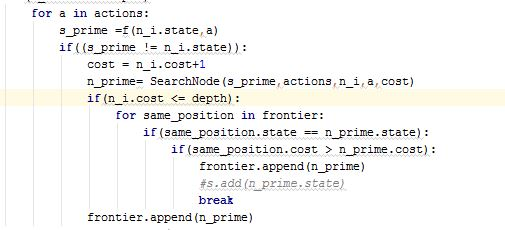 for a in actions:
s_prime =f(n_i.state,a)
if((s_prime != n_i.state)):
cost = n_i.cost+1
n_prime= SearchNode(s_prime,actions,n_i,a,cost)
if(n_i.cost <= depth):
for same_position in frontier:
if(same_position.state == n_prime.state):
if(same_position.cost > n_prime.cost):
frontier.append(n_prime)
#s.add(n_prime.state)
break
frontier.append(n_prime)